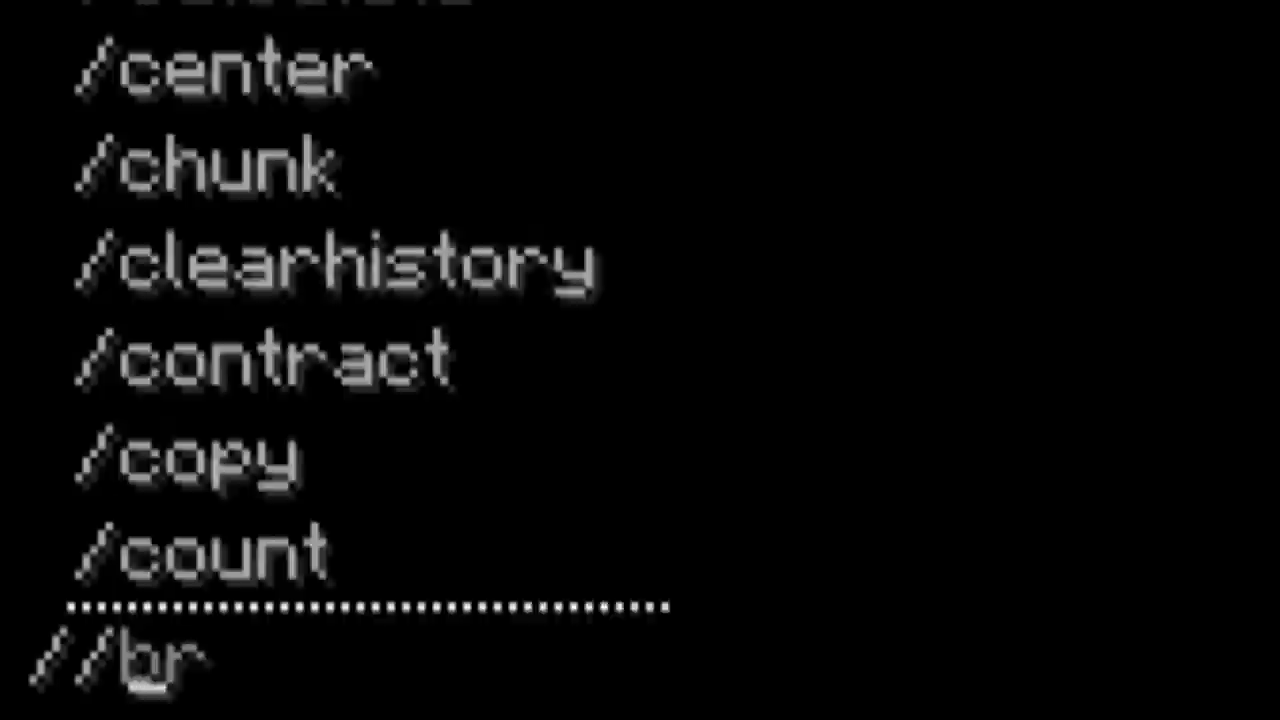 /center
/chunk
/clearhistory
/contract
/copy
/count
//br